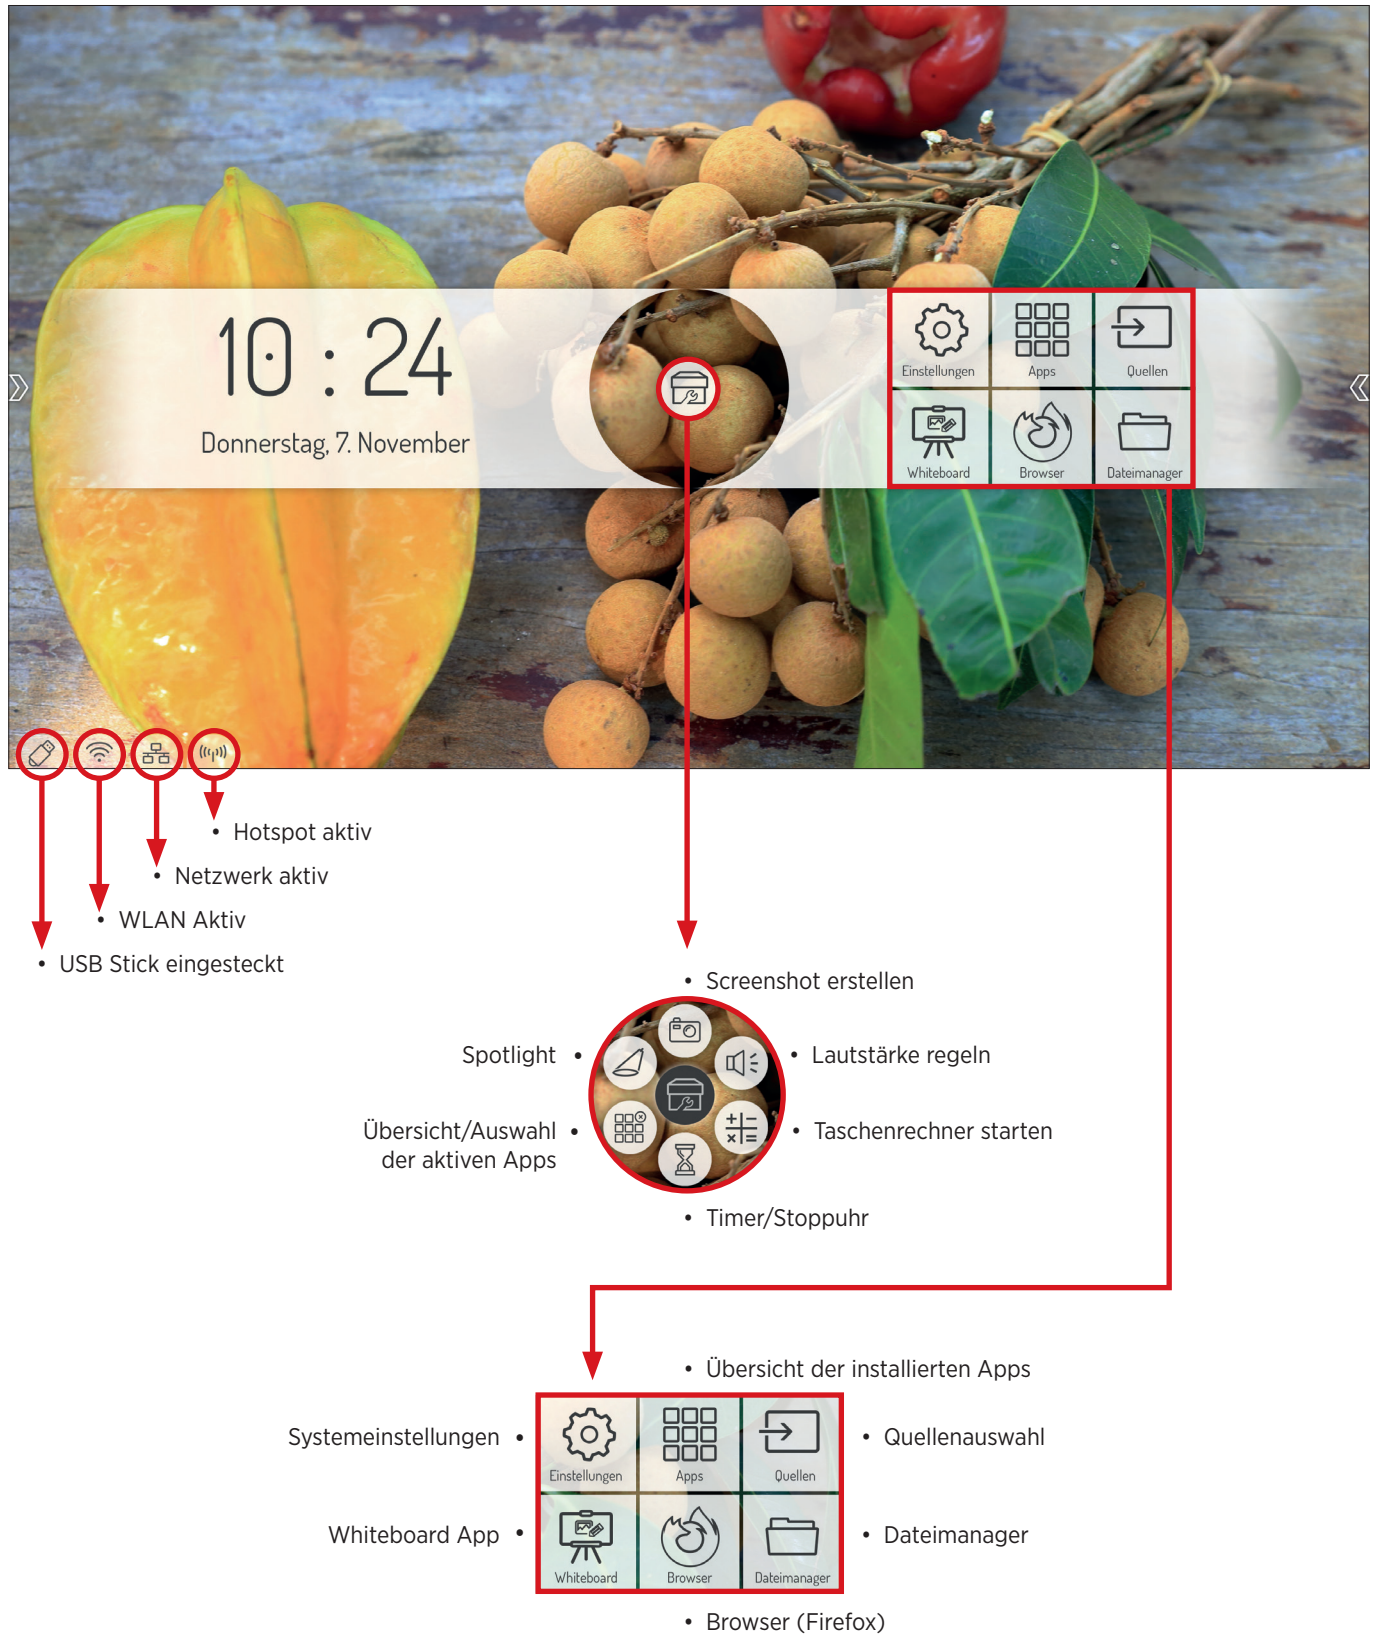 10 : 24
Donnerstag, 7. November
Einstellungen
Apps
Quellen
Whiteboard
Browser
Dateimanager
• Hotspot aktiv
• Netzwerk aktiv
• WLAN Aktiv
• USB Stick eingesteckt
• Screenshot erstellen
Spotlight •
• Lautstärke regeln
Übersicht/Auswahl •
der aktiven Apps
• Taschenrechner starten
• Timer/Stoppuhr
• Übersicht der installierten Apps
Systemeinstellungen •
Einstellungen
Apps
Quellen
• Quellenauswahl
Whiteboard App •
Whiteboard
Browser
Dateimanager
• Dateimanager
• Browser (Firefox)